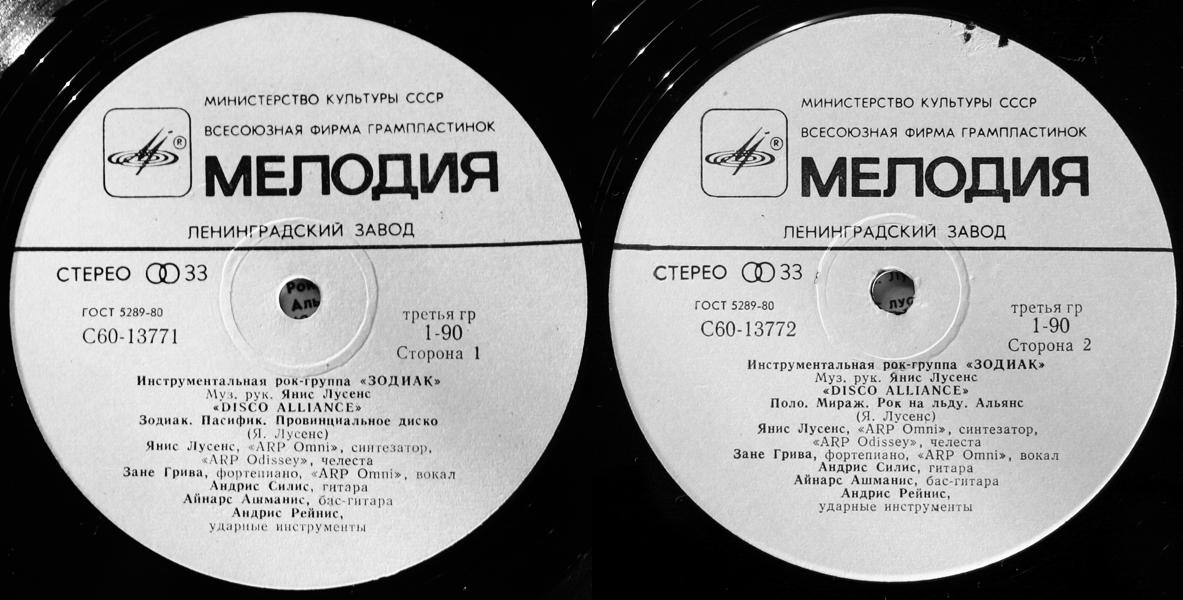 МИНИСТЕРСТВО КУЛЬТУРЫ СССР
ВСЕСОЮЗНАЯ ФИРМА ГРАМПЛАСТИНОК
®
МЕЛОДИЯ
ЛЕНИНГРАДСКИЙ ЗАВОД
СТЕРЕО 33
ГОСТ 5289-80
С60-13771
третья гр
1-90
Сторона 1
Инструментальная рок-группа «ЗОДИАК»
Муз. рук. Янис Лусенс
«DISCO ALLIANCE»
Зодиак. Пасифик. Провинциальное диско
(Я. Лусенс)
Янис Лусенс, «ARP Omni», синтезатор,
«ARP Odissey», челеста
Зане Грива, фортепиано, «ARP Omni», вокал
Андрис Силис, гитара
Айнарс Ашманис, бас-гитара
Андрис Рейнис,
ударные инструменты
МИНИСТЕРСТВО КУЛЬТУРЫ СССР
ВСЕСОЮЗНАЯ ФИРМА ГРАМПЛАСТИНОК
®
МЕЛОДИЯ
ЛЕНИНГРАДСКИЙ ЗАВОД
СТЕРЕО 33
ГОСТ 5289-80
С60-13772
третья гр
1-90
Сторона 2
Инструментальная рок-группа «ЗОДИАК»
Муз. рук. Янис Лусенс
«DISCO ALLIANCE»
Поло. Мираж. Рок на льду. Альянс
(Я. Лусенс)
Янис Лусенс, «ARP Omni», синтезатор,
«ARP Odissey», челеста
Зане Грива, фортепиано, «ARP Omni», вокал
Андрис Силис, гитара
Айнарс Ашманис, бас-гитара
Андрис Рейнис,
ударные инструменты